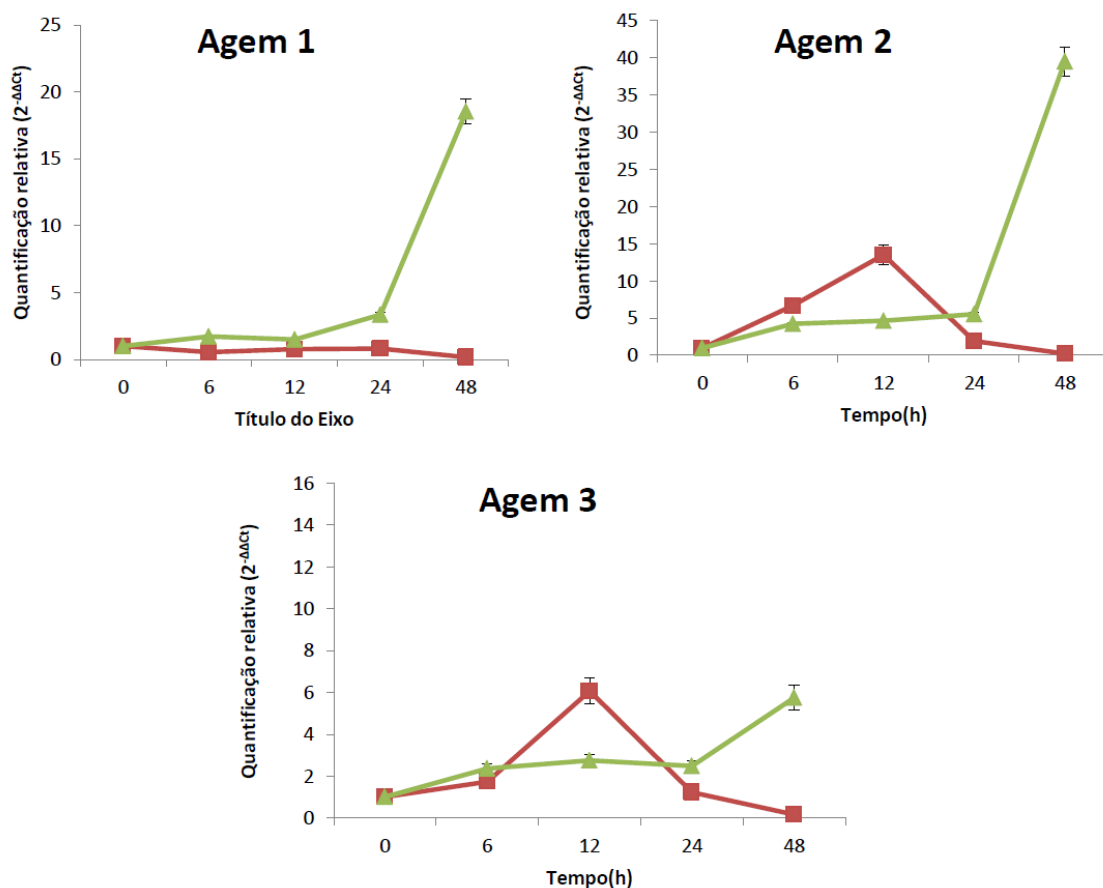 Agem 1
Quantificação relativa (2^-ΔΔCt)
25
20
15
10
5
0
0 6 12 24 48
Título do Eixo
Agem 2
Quantificação relativa (2^-ΔΔCt)
45
40
35
30
25
20
15
10
5
0
0 6 12 24 48
Tempo(h)
Agem 3
Quantificação relativa (2^-ΔΔCt)
16
14
12
10
8
6
4
2
0
0 6 12 24 48
Tempo(h)